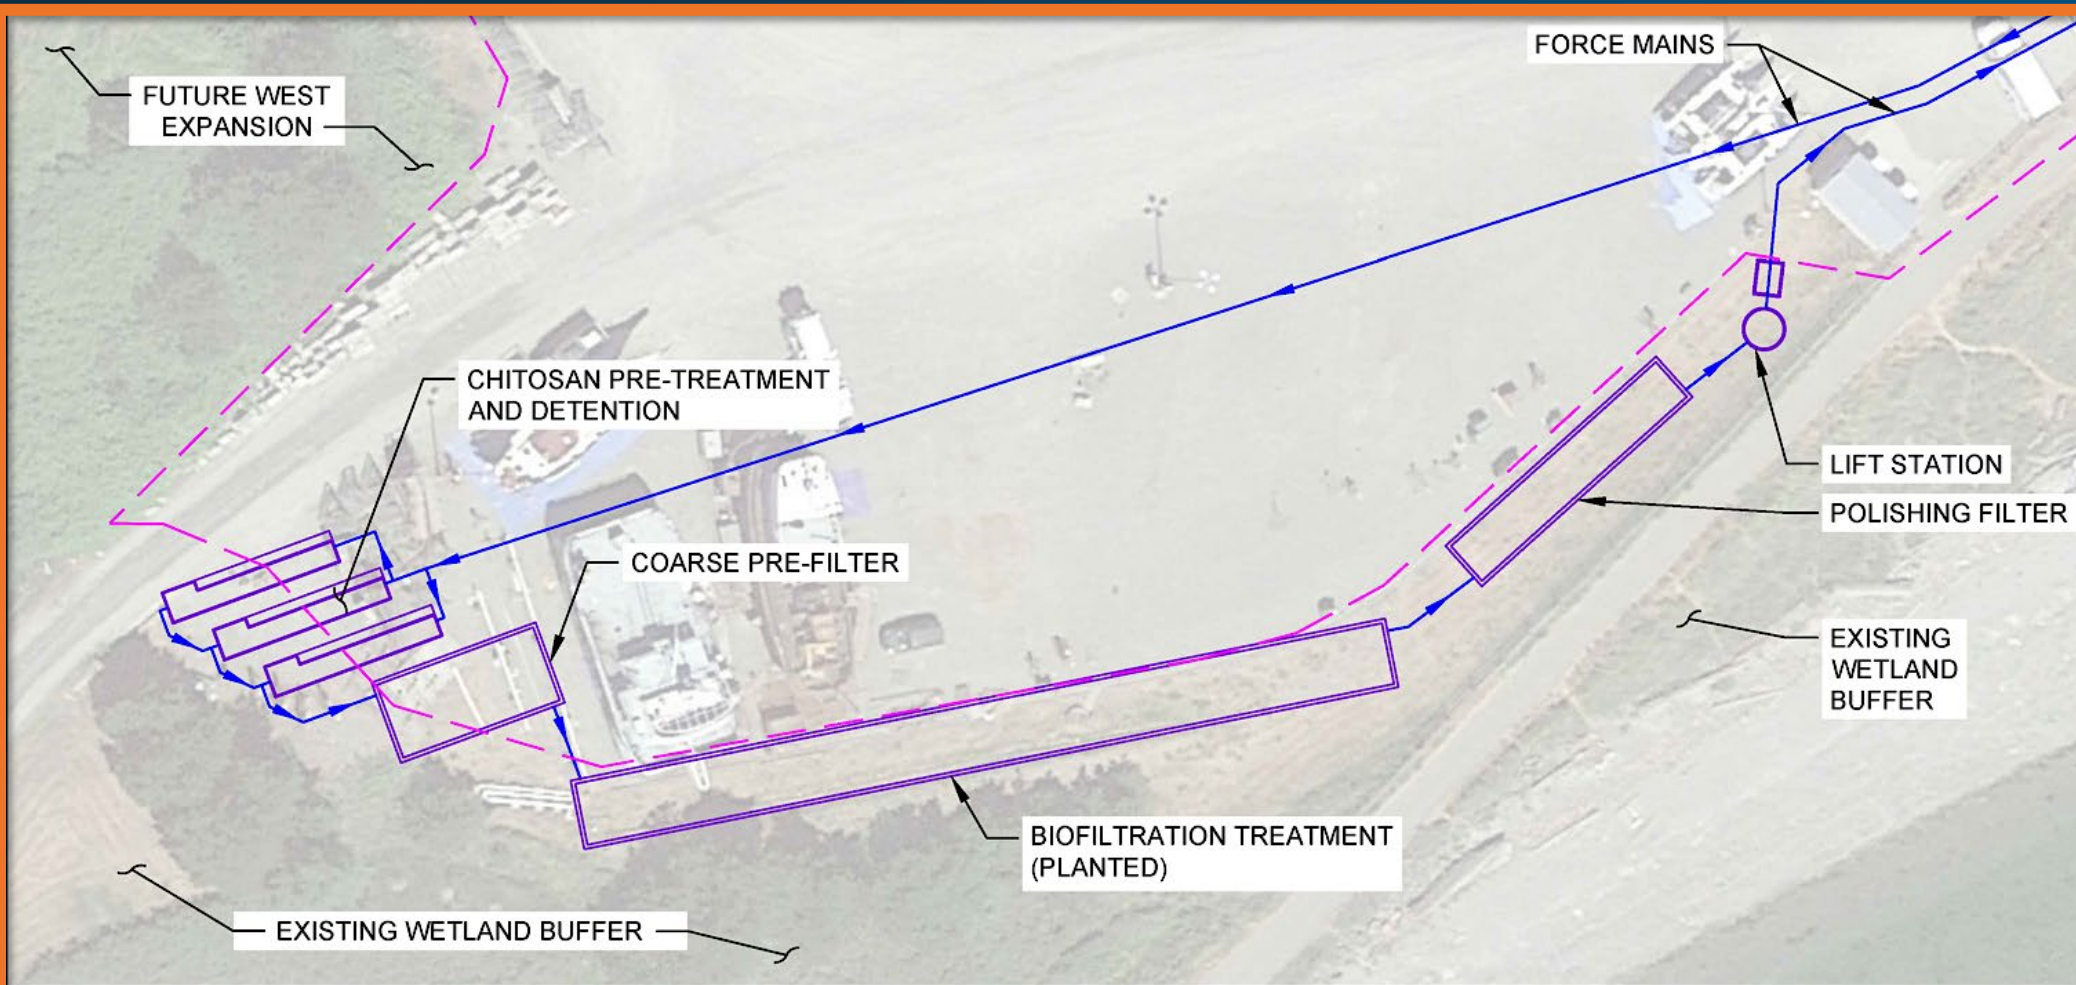 FORCE MAINS
FUTURE WEST
EXPANSION
CHITOSAN PRE-TREATMENT
AND DETENTION
COARSE PRE-FILTER
LIFT STATION
POLISHING FILTER
EXISTING
WETLAND
BUFFER
BIOFILTRATION TREATMENT
(PLANTED)
EXISTING WETLAND BUFFER